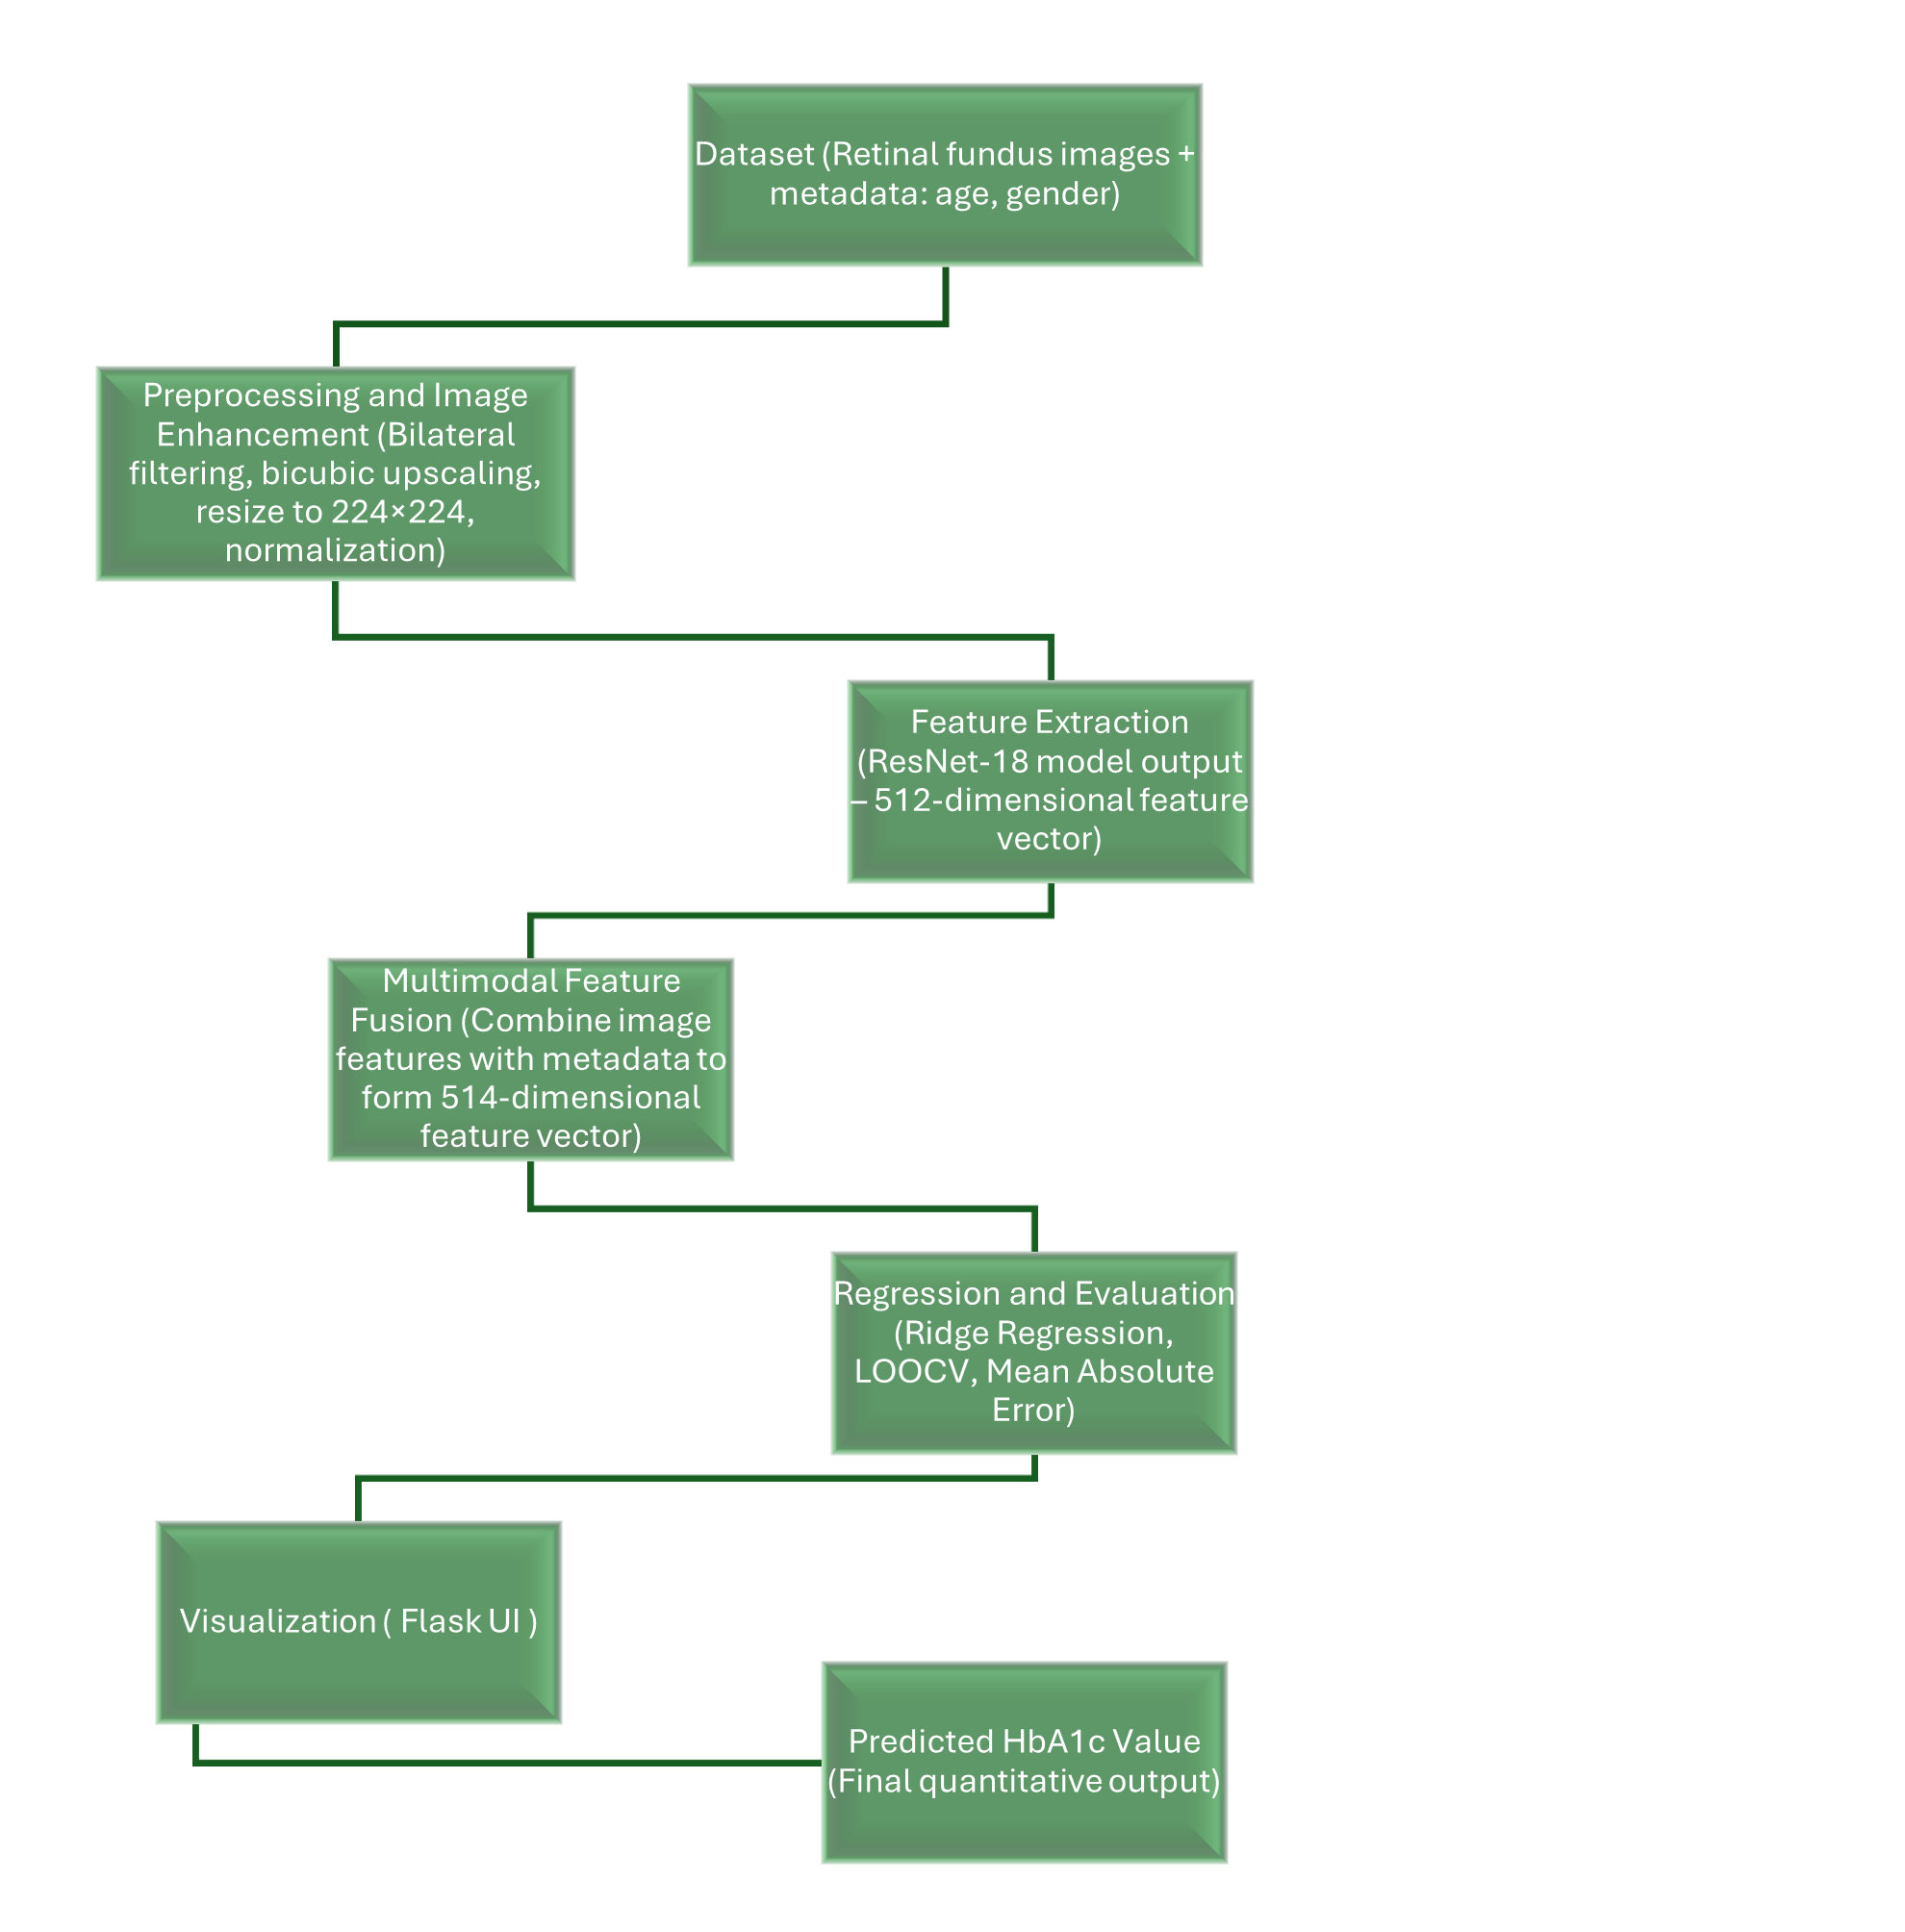 Dataset (Retinal fundus images +
metadata: age, gender)
Preprocessing and Image
Enhancement (Bilateral
filtering, bicubic upscaling,
resize to 224×224,
normalization)
Feature Extraction
(ResNet-18 model output
– 512-dimensional feature
vector)
Multimodal Feature
Fusion (Combine image
features with metadata to
form 514-dimensional
feature vector)
Regression and Evaluation
(Ridge Regression,
LOOCV, Mean Absolute
Error)
Visualization ( Flask UI )
Predicted HbA1c Value
(Final quantitative output)